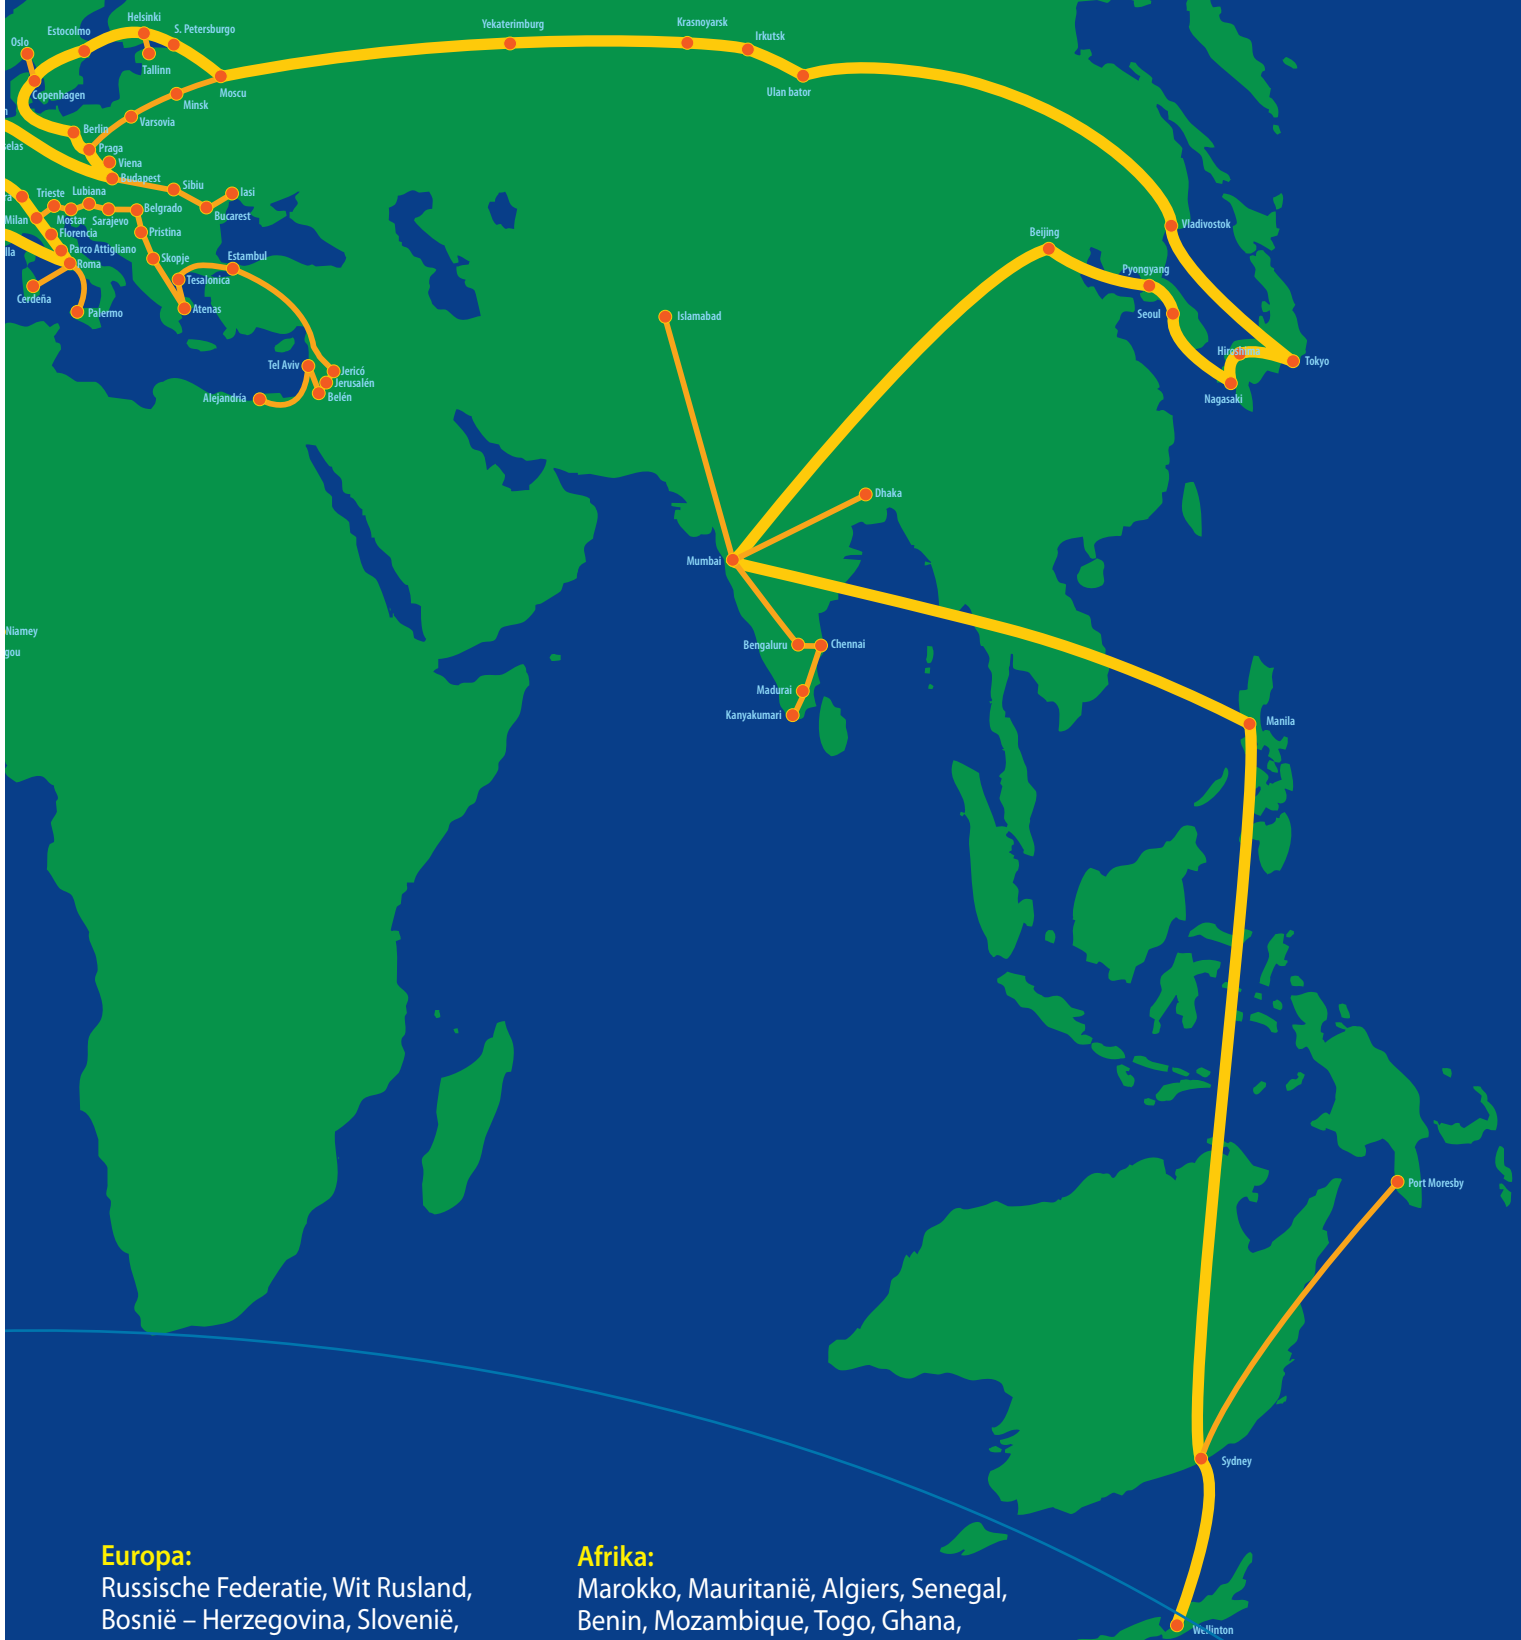 Helsinki
Estocolmo
S. Petersburgo
Oslo
Tallinn
Copenhagen
Moscu
Minsk
Varsovia
Berlin
Praga
Viena
Budapest
Yekaterimburg
Krasnoyarsk
Irkutsk
Ulan bator
selas
Trieste
Lubiana
Sibiu
Iasi
Milan
Mostar
Sarajevo
Belgrado
Bucarest
Florencia
Pristina
Parco Attigliano
Roma
Skopje
Estambul
Tesalonica
Cerdeña
Palermo
Atenas
Vladivostok
Beijing
Pyongyang
Seoul
Tokyo
Nagasaki
Islamabad
Tel Aviv
Jericó
Jerusalén
Belén
Alejandría
Dhaka
Mumbai
Niamey
gou
Bengaluru
Chennai
Madurai
Kanyakumari
Manila
Port Moresby
Sydney
Wellinton
Europa:
Russische Federatie, Wit Rusland,
Bosnië – Herzegovina, Slovenië,
Afrika:
Marokko, Mauritanië, Algiers, Senegal,
Benin, Mozambique, Togo, Ghana,